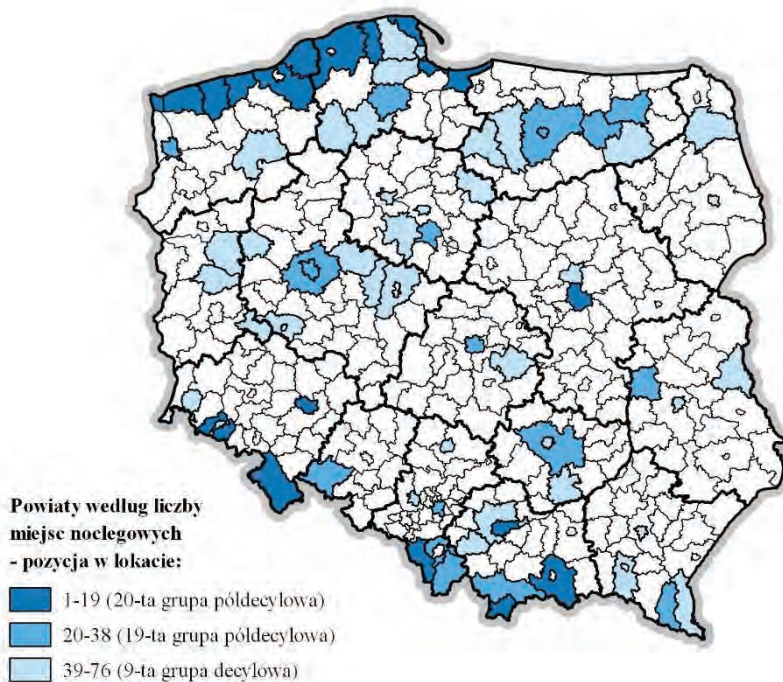 Powiaty według liczby
miejsc noclegowych
- pozycja w lokacie:
1-19 (20-ta grupa półdecylowa)
20-38 (19-ta grupa półdecylowa)
39-76 (9-ta grupa decylowa)